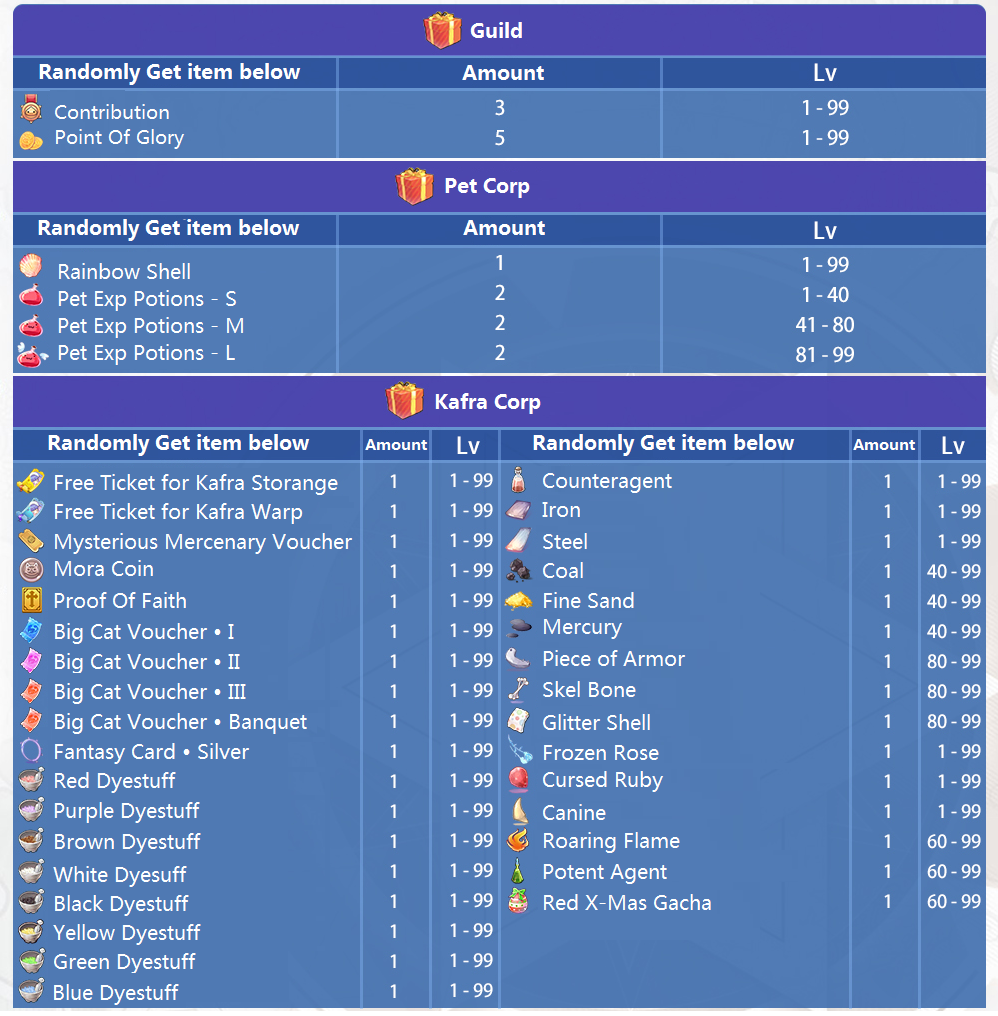 Guild
Randomly Get item below Amount Lv
Contribution 3 1 - 99
Point Of Glory 5 1 - 99
Pet Corp
Randomly Get item below Amount Lv
Rainbow Shell 1 1 - 99
Pet Exp Potions - S 2 1 - 40
Pet Exp Potions - M 2 41 - 80
Pet Exp Potions - L 2 81 - 99
Kafra Corp
Randomly Get item below Amount Lv Randomly Get item below Amount Lv
Free Ticket for Kafra Storange 1 1 - 99 Counteragent 1 1 - 99
Free Ticket for Kafra Warp 1 1 - 99 Iron 1 1 - 99
Mysterious Mercenary Voucher 1 1 - 99 Steel 1 1 - 99
Mora Coin 1 1 - 99 Coal 1 40 - 99
Proof Of Faith 1 1 - 99 Fine Sand 1 40 - 99
Big Cat Voucher • I 1 1 - 99 Mercury 1 40 - 99
Big Cat Voucher • II 1 1 - 99 Piece of Armor 1 80 - 99
Big Cat Voucher • III 1 1 - 99 Skel Bone 1 80 - 99
Big Cat Voucher • Banquet 1 1 - 99 Glitter Shell 1 80 - 99
Fantasy Card • Silver 1 1 - 99 Frozen Rose 1 1 - 99
Red Dyestuff 1 1 - 99 Cursed Ruby 1 1 - 99
Purple Dyestuff 1 1 - 99 Canine 1 1 - 99
Brown Dyestuff 1 1 - 99 Roaring Flame 1 60 - 99
White Dyesuff 1 1 - 99 Potent Agent 1 60 - 99
Black Dyestuff 1 1 - 99 Red X-Mas Gacha 1 60 - 99
Yellow Dyestuff 1 1 - 99
Green Dyestuff 1 1 - 99
Blue Dyestuff 1 1 - 99